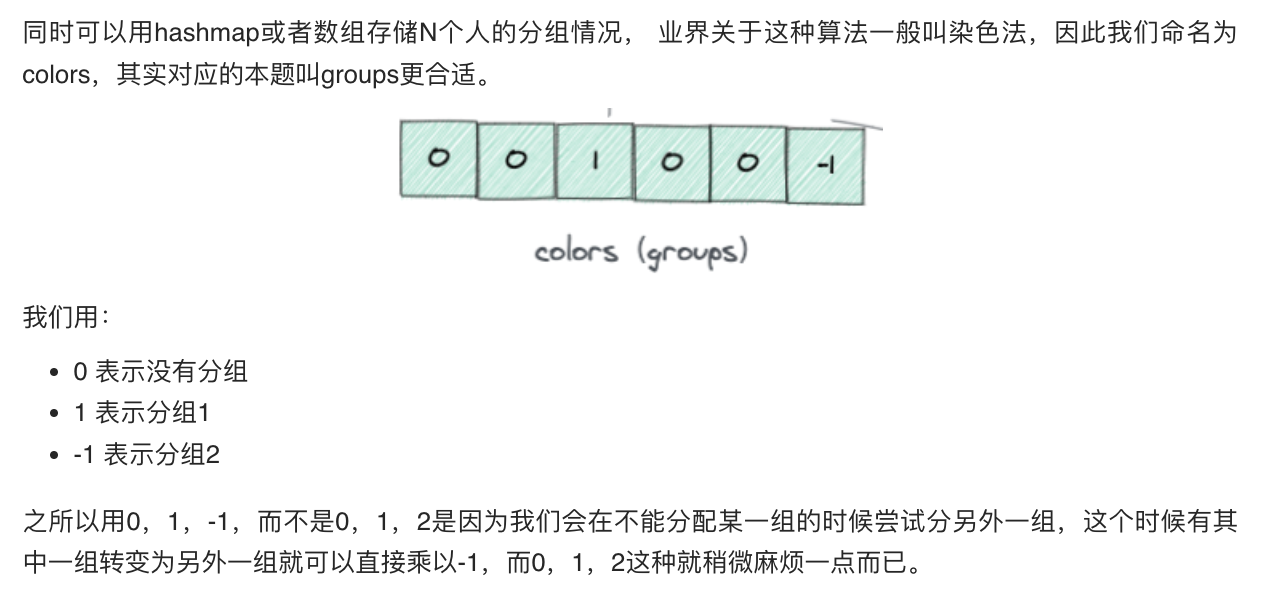 同时可以用hashmap或者数组存储N个人的分组情况， 业界关于这种算法一般叫染色法，因此我们命名为
colors，其实对应的本题叫groups更合适。
0 0 1 0 0 -1
colors (groups)
我们用：
• 0 表示没有分组
• 1 表示分组1
• -1 表示分组2
之所以用0，1，-1，而不是0，1，2是因为我们会在不能分配某一组的时候尝试分另外一组，这个时候有其
中一组转变为另外一组就可以直接乘以-1，而0，1，2这种就稍微麻烦一点而已。